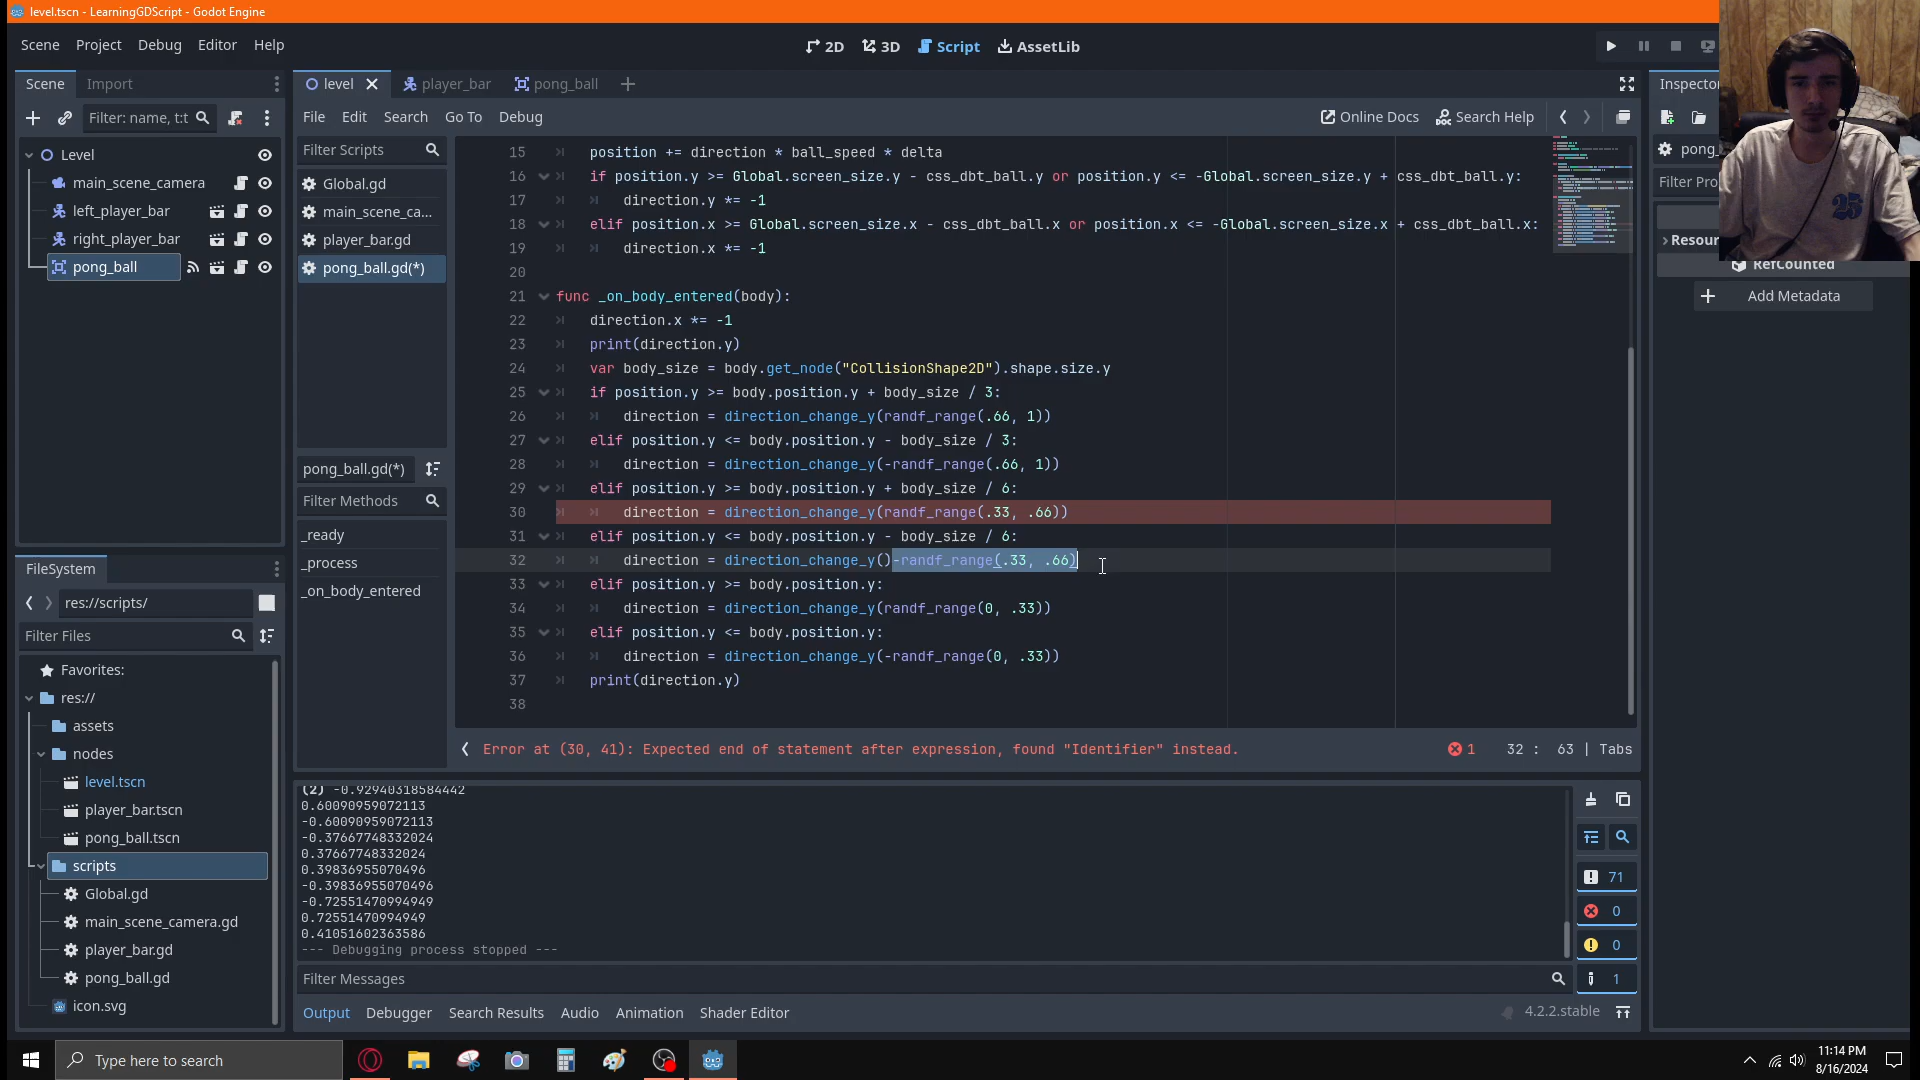 level.tscn - LearningGDScript - Godot Engine
Scene Project Debug Editor Help
2D 3D Script AssetLib
Scene Import
Filter: name, t:t
Level
main_scene_camera
left_player_bar
right_player_bar
pong_ball
FileSystem
res://scripts/
Filter Files
Favorites:
res://
assets
nodes
level.tscn
player_bar.tscn
pong_ball.tscn
scripts
Global.gd
main_scene_camera.gd
player_bar.gd
pong_ball.gd
icon.svg
level player_bar pong_ball
File Edit Search Go To Debug
Online Docs Search Help
Filter Scripts
Global.gd
main_scene_ca...
player_bar.gd
pong_ball.gd(*)
pong_ball.gd(*)
Filter Methods
_ready
_process
_on_body_entered
15 position += direction * ball_speed * delta
16 if position.y >= Global.screen_size.y - css_dbt_ball.y or position.y <= -Global.screen_size.y + css_dbt_ball.y:
17 direction.y *= -1
18 elif position.x >= Global.screen_size.x - css_dbt_ball.x or position.x <= -Global.screen_size.x + css_dbt_ball.x:
19 direction.x *= -1
20
21 func _on_body_entered(body):
22 direction.x *= -1
23 print(direction.y)
24 var body_size = body.get_node("CollisionShape2D").shape.size.y
25 if position.y >= body.position.y + body_size / 3:
26 direction = direction_change_y(randf_range(.66, 1))
27 elif position.y <= body.position.y - body_size / 3:
28 direction = direction_change_y(-randf_range(.66, 1))
29 elif position.y >= body.position.y + body_size / 6:
30 direction = direction_change_y(randf_range(.33, .66))
31 elif position.y <= body.position.y - body_size / 6:
32 direction = direction_change_y()-randf_range(.33, .66)
33 elif position.y >= body.position.y:
34 direction = direction_change_y(randf_range(0, .33))
35 elif position.y <= body.position.y:
36 direction = direction_change_y(-randf_range(0, .33))
37 print(direction.y)
38
Error at (30, 41): Expected end of statement after expression, found "Identifier" instead.
1 32 : 63 | Tabs
(2) -0.92940318584442
0.60090959072113
-0.60090959072113
-0.37667748332024
0.37667748332024
0.39836955070496
-0.39836955070496
-0.72551470994949
0.72551470994949
0.41051602363586
--- Debugging process stopped ---
71
0
0
1
Filter Messages
Output Debugger Search Results Audio Animation Shader Editor
4.2.2.stable
Inspecto
pong_
Filter Pro
Resour
RefCounted
Add Metadata
25
Type here to search
11:14 PM
8/16/2024